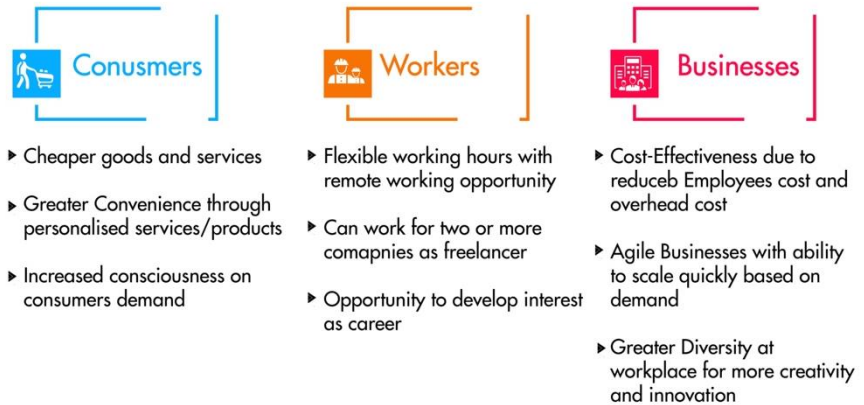 Conusmers
Cheaper goods and services
Greater Convenience through
personalised services/products
Increased consciousness on
consumers demand
Workers
Flexible working hours with
remote working opportunity
Can work for two or more
comapnies as freelancer
Opportunity to develop interest
as career
Businesses
Cost-Effectiveness due to
reduceb Employees cost and
overhead cost
Agile Businesses with ability
to scale quickly based on
demand
Greater Diversity at
workplace for more creativity
and innovation